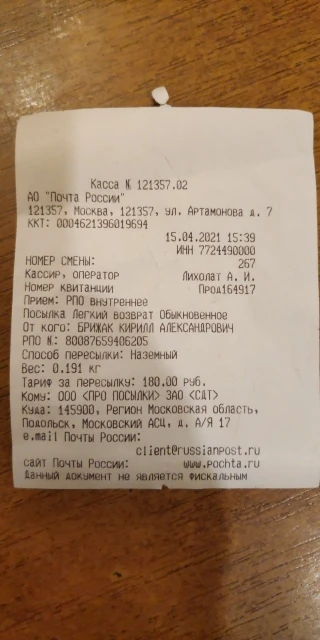 Касса № 121357.02
АО "Почта России"
121357, Москва, 121357, ул. Артамонова д. 7
ККТ: 0004621396019694
15.04.2021 15:39
ИНН 7724490000
НОМЕР СМЕНЫ: 267
Кассир, оператор Лихолат А. И.
Номер квитанции Прод164917
Прием: РПО внутреннее
Посылка Легкий возврат Обыкновенное
От кого: БРИЖАК КИРИЛЛ АЛЕКСАНДРОВИЧ
РПО №: 80087659406205
Способ пересылки: Наземный
Вес: 0.191 кг
Тариф за пересылку: 180.00 руб.
Кому: ООО <ПРО ПОСЫЛКИ> ЗАО <СДТ>
Куда: 145900, Регион Московская область,
Подольск, Московский АСЦ, д. А/Я 17
e.mail Почты России:
client@russianpost.ru
сайт Почты России: www.pochta.ru
Данный документ не является фискальным